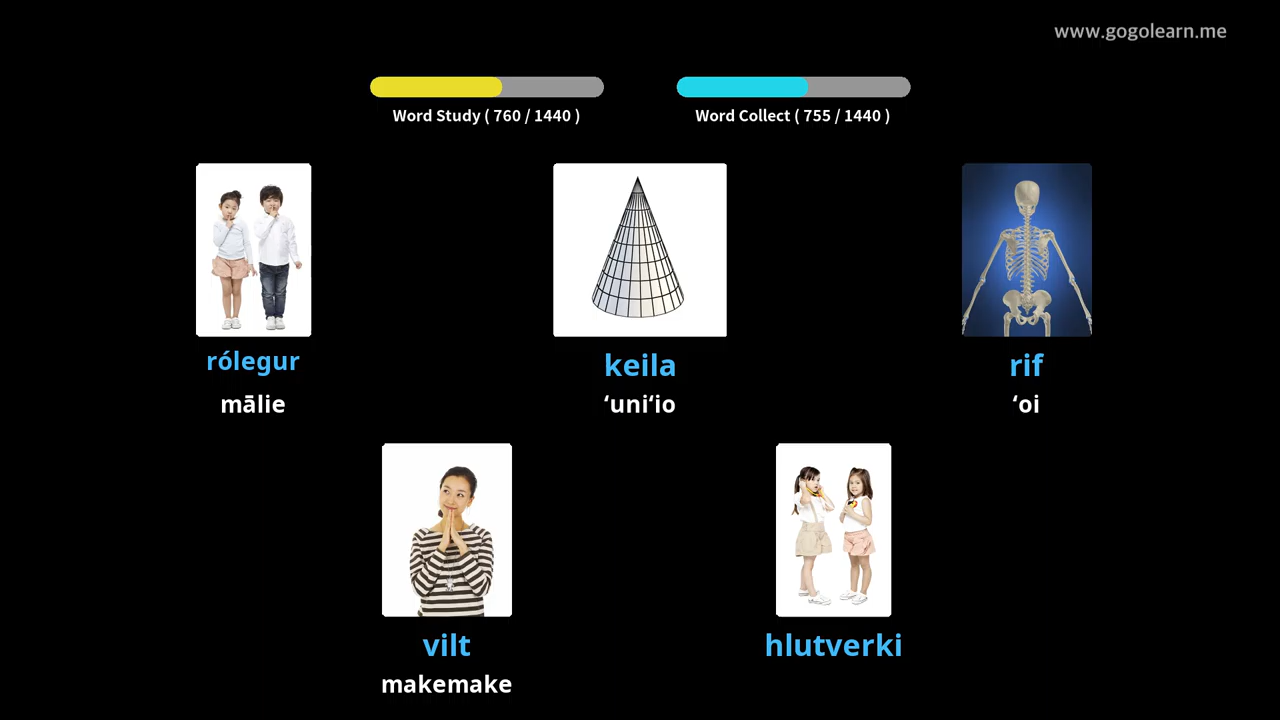 www.gogolearn.me
Word Study ( 760 / 1440 )
Word Collect ( 755 / 1440 )
rólegur
mālie
keila
ʻuniʻio
rif
ʻoi
vilt
makemake
hlutverki